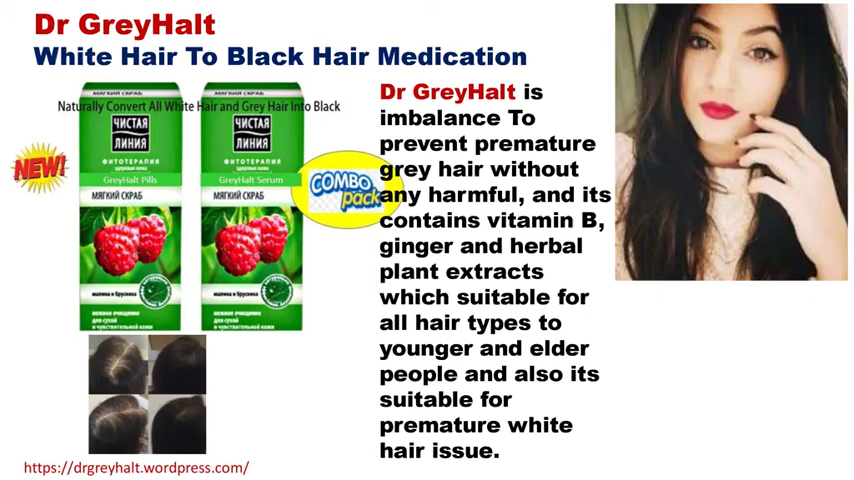 Dr GreyHalt
White Hair To Black Hair Medication
МЯГКИЙ СКРАБ
МЯГКИЙ СКРАБ
Naturally Convert All White Hair and Grey Hair Into Black
ЧИСТАЯ
ЛИНИЯ
ФИТОТЕРАПИЯ
здоровая кожа
GreyHalt Pills
МЯГКИЙ СКРАБ
малина и брусника
НЕЖНОЕ ОЧИЩЕНИЕ
для сухой
и чувствительной кожи
ЧИСТАЯ
ЛИНИЯ
ФИТОТЕРАПИЯ
здоровая кожа
GreyHalt Serum
МЯГКИЙ СКРАБ
малина и брусника
НЕЖНОЕ ОЧИЩЕНИЕ
для сухой
и чувствительной кожи
NEW!
COMBO
pack
Dr GreyHalt is
imbalance To
prevent premature
grey hair without
any harmful, and its
contains vitamin B,
ginger and herbal
plant extracts
which suitable for
all hair types to
younger and elder
people and also its
suitable for
premature white
hair issue.
https://drgreyhalt.wordpress.com/